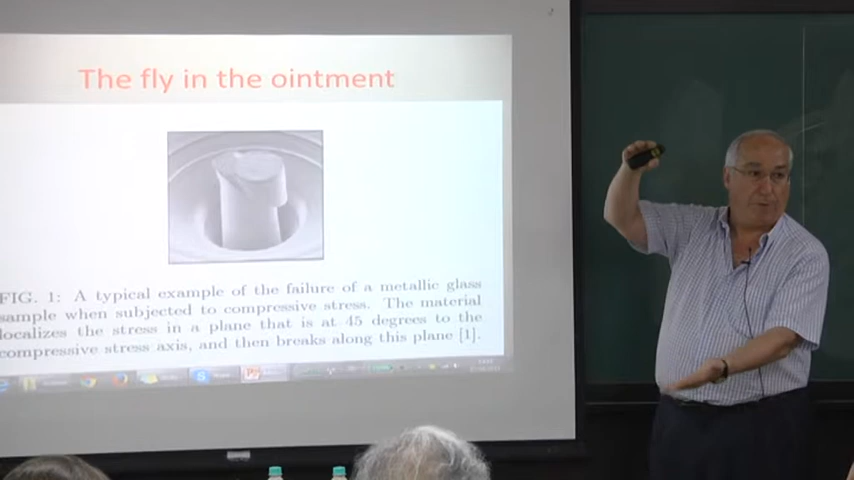 The fly in the ointment
FIG. 1: A typical example of the failure of a metallic glass
sample when subjected to compressive stress. The material
localizes the stress in a plane that is at 45 degrees to the
compressive stress axis, and then breaks along this plane [1].